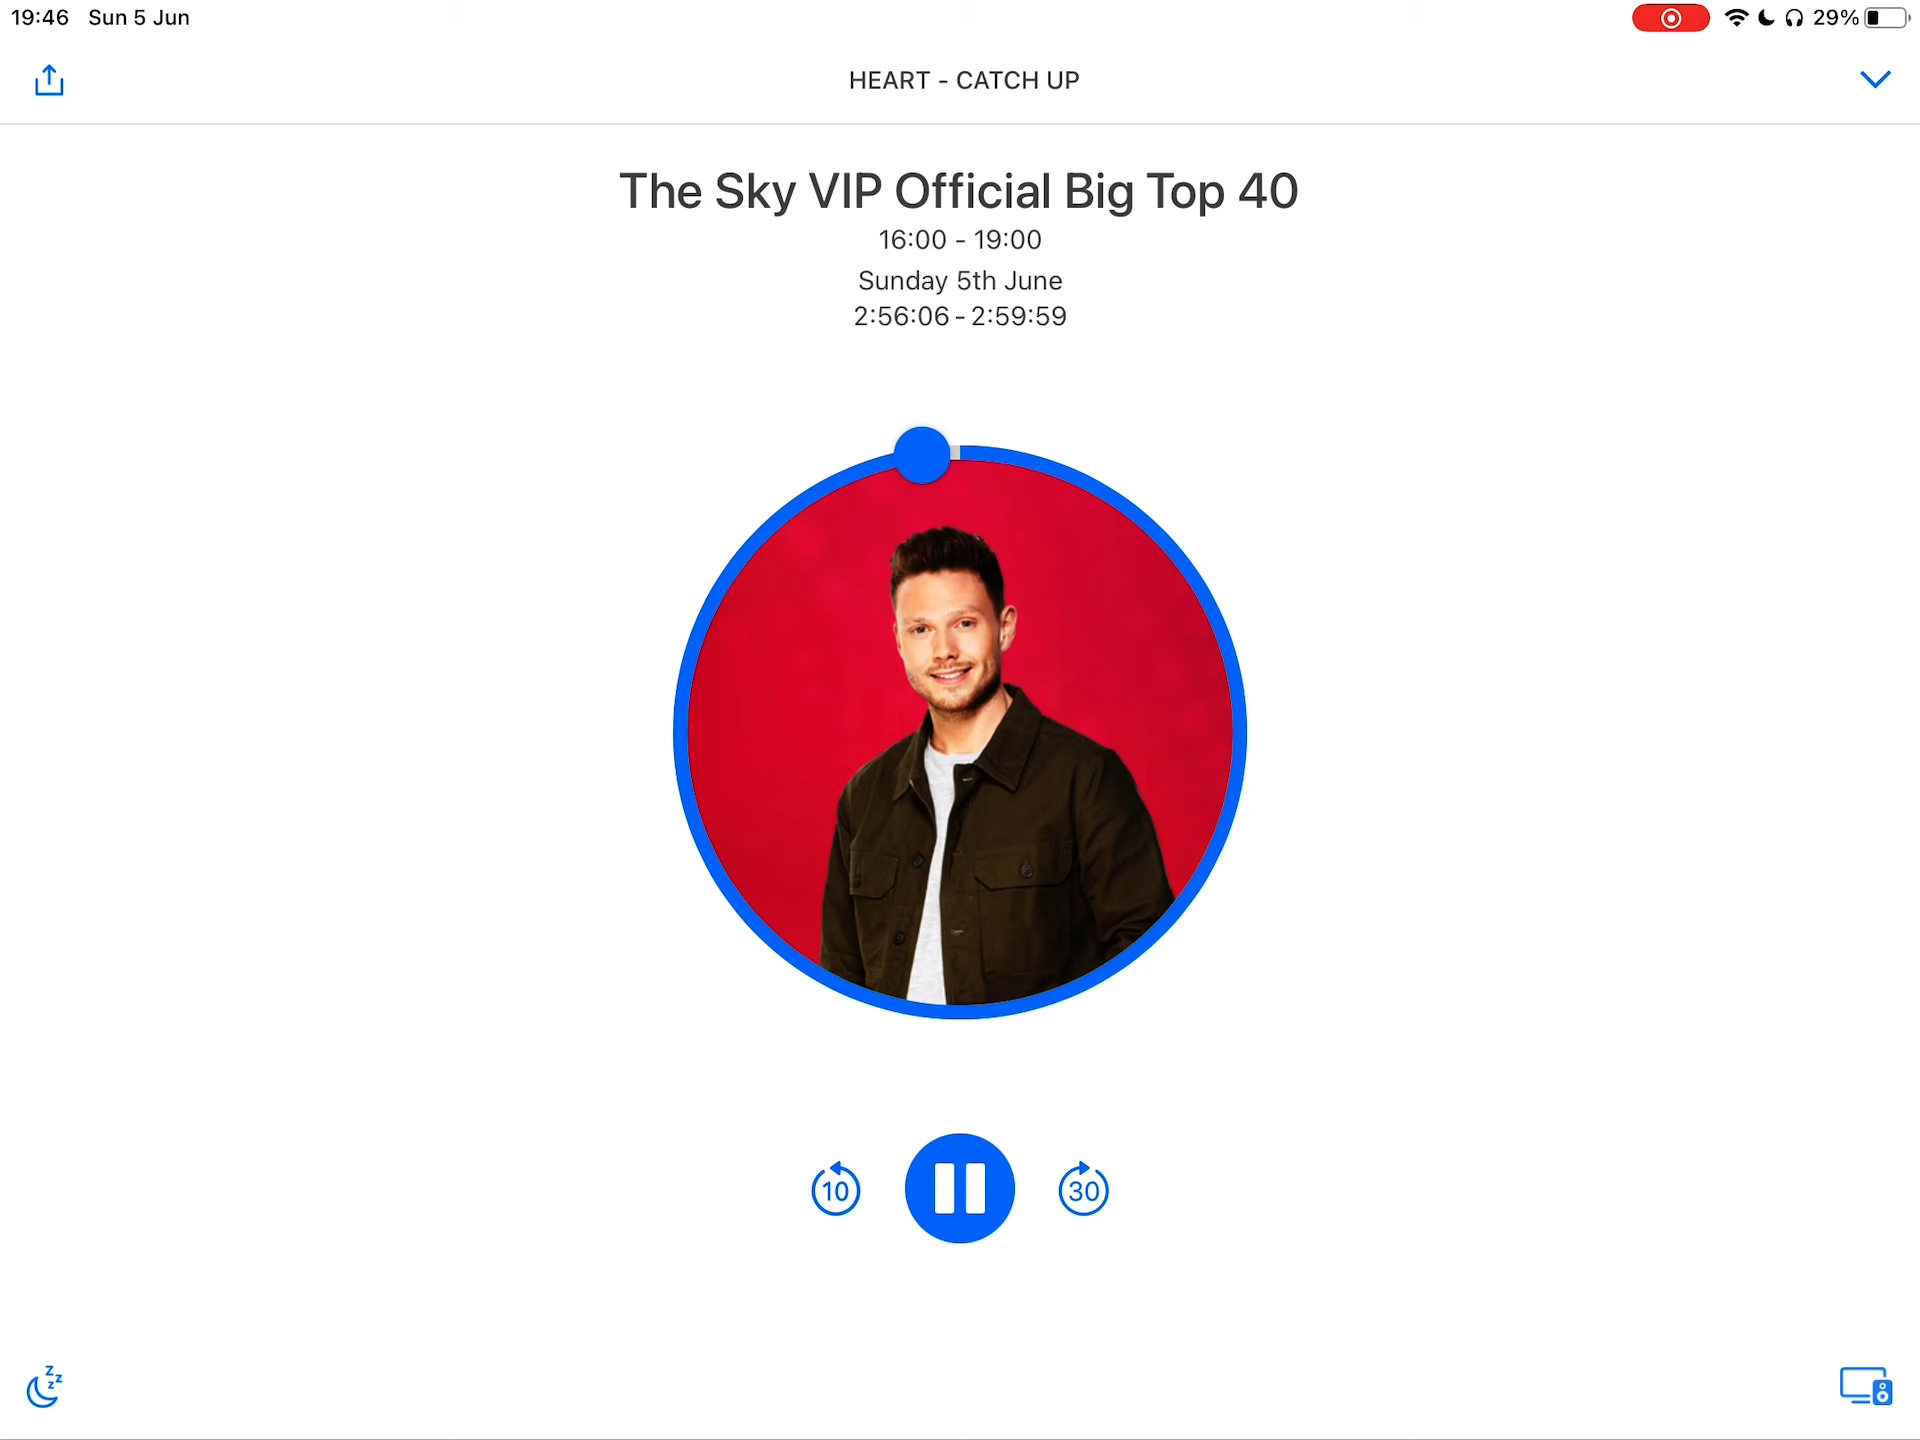 19:46 Sun 5 Jun
29%
HEART - CATCH UP
The Sky VIP Official Big Top 40
16:00 - 19:00
Sunday 5th June
2:56:06 - 2:59:59
10
30
z z z